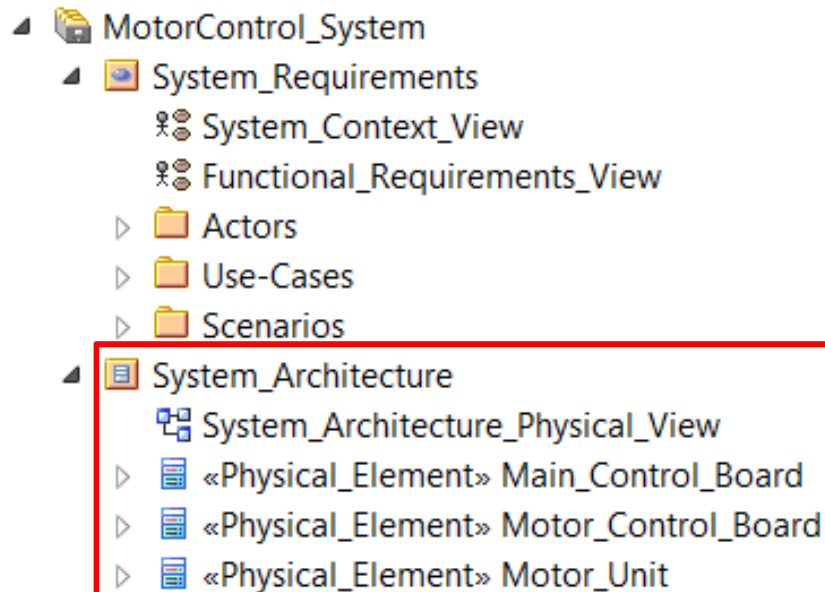 MotorControl_System
System_Requirements
System_Context_View
Functional_Requirements_View
Actors
Use-Cases
Scenarios
System_Architecture
System_Architecture_Physical_View
«Physical_Element» Main_Control_Board
«Physical_Element» Motor_Control_Board
«Physical_Element» Motor_Unit